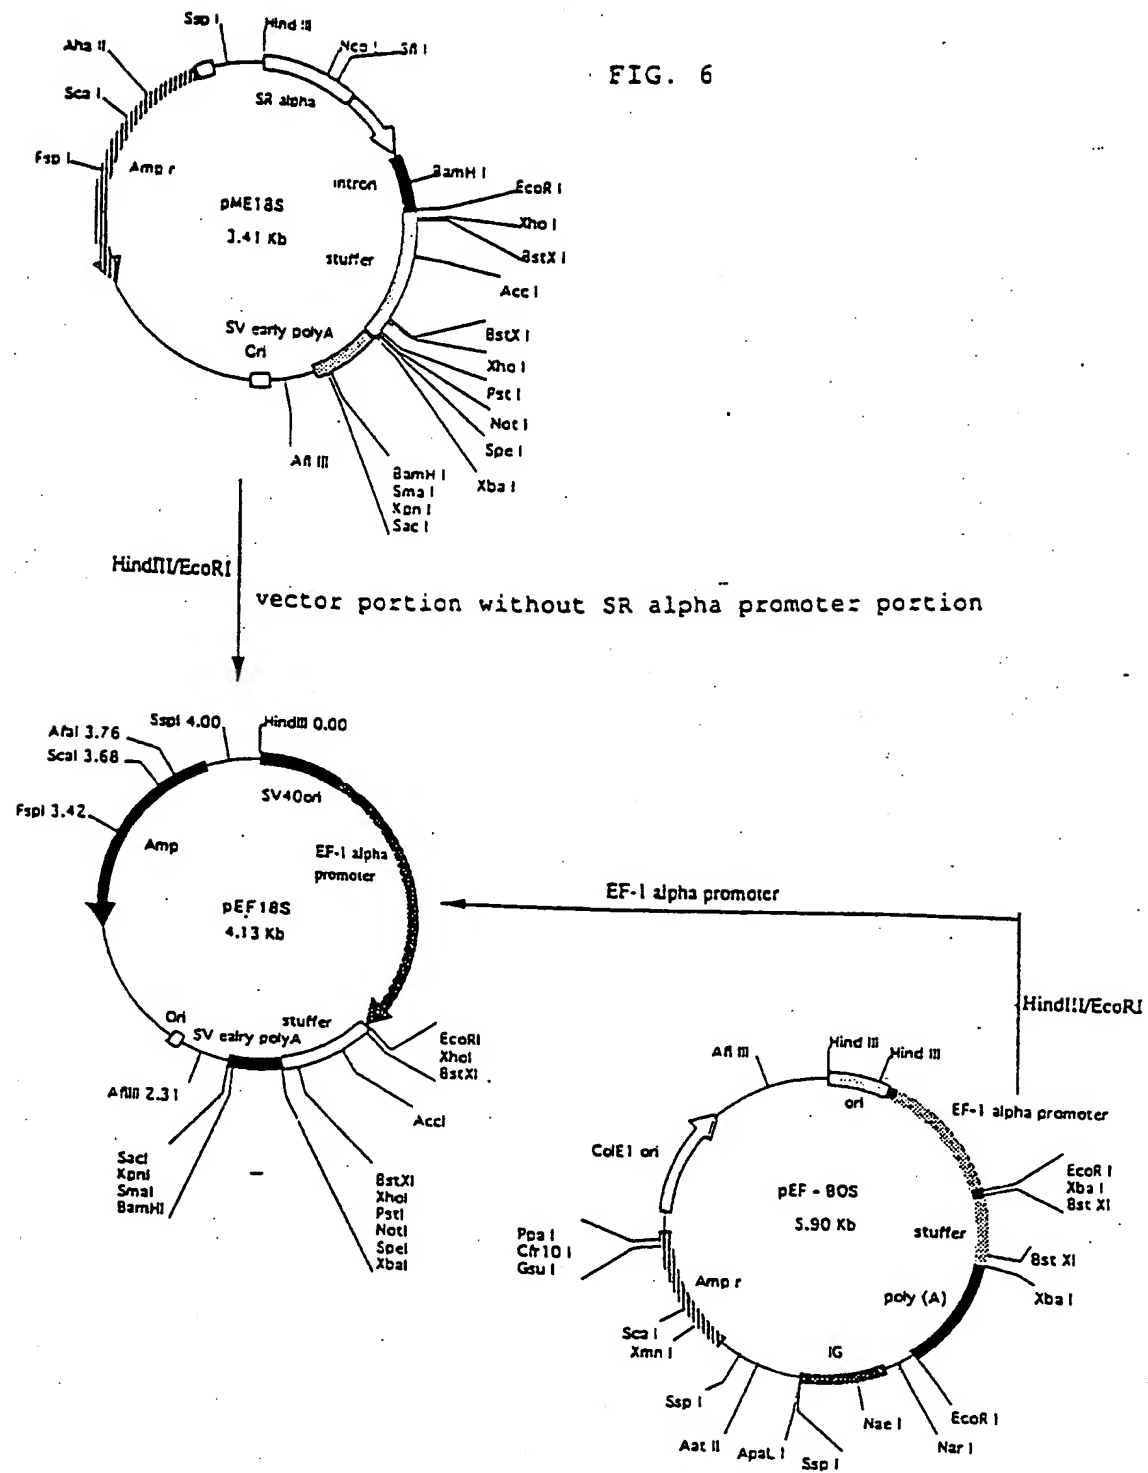 FIG. 6
Ssp I
Hind III
Nco I
Sfi I
Aha II
Sca I
Fsp I
SR alpha
Amp r
intron
BamH I
EcoR I
Xho I
BstX I
pME18S
3.41 Kb
stuffer
Acc I
SV early polyA
Ori
BstX I
Xho I
Pst I
Not I
Spe I
Xba I
Afl III
BamH I
Sma I
Kpn I
Sac I
HindIII/EcoRI
vector portion without SR alpha promoter portion
SspI 4.00
HindIII 0.00
AfaI 3.76
ScaI 3.68
FspI 3.42
SV40ori
Amp
EF-1 alpha
promoter
pEF18S
4.13 Kb
EF-1 alpha promoter
HindIII/EcoRI
Ori
SV ealry polyA
stuffer
EcoRI
XhoI
BstXI
AflIII 2.31
AccI
SacI
KpnI
SmaI
BamHI
BstXI
XhoI
PstI
NotI
SpeI
XbaI
Afl III
Hind III
Hind III
ori
EF-1 alpha promoter
ColE1 ori
pEF - BOS
5.90 Kb
EcoR I
Xba I
Bst XI
stuffer
Bst XI
Xba I
Ppa I
Cfr10 I
Gsu I
Amp r
poly (A)
Sca I
Xmn I
IG
Ssp I
Aat II
ApaL I
Ssp I
Nae I
Nar I
EcoR I